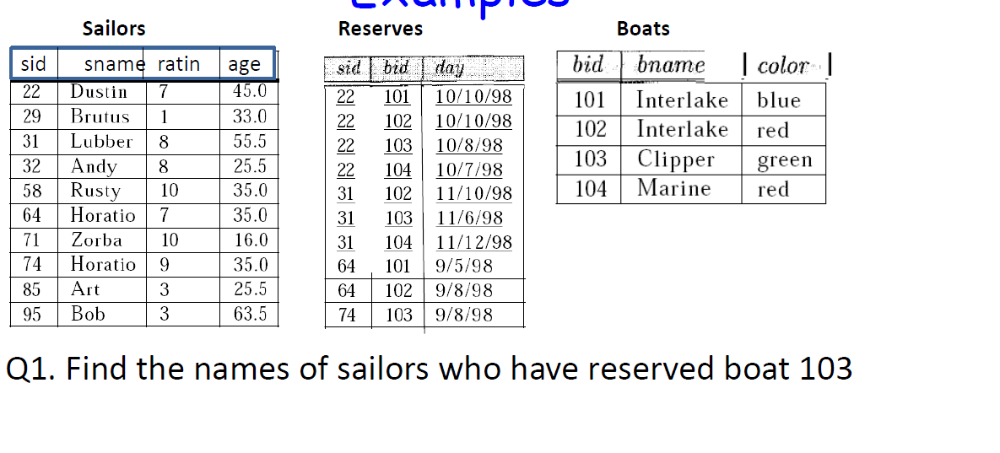 Examples
Sailors
sid sname ratin age
22 Dustin 7 45.0
29 Brutus 1 33.0
31 Lubber 8 55.5
32 Andy 8 25.5
58 Rusty 10 35.0
64 Horatio 7 35.0
71 Zorba 10 16.0
74 Horatio 9 35.0
85 Art 3 25.5
95 Bob 3 63.5
Reserves
sid bid day
22 101 10/10/98
22 102 10/10/98
22 103 10/8/98
22 104 10/7/98
31 102 11/10/98
31 103 11/6/98
31 104 11/12/98
64 101 9/5/98
64 102 9/8/98
74 103 9/8/98
Boats
bid bname color
101 Interlake blue
102 Interlake red
103 Clipper green
104 Marine red
Q1. Find the names of sailors who have reserved boat 103